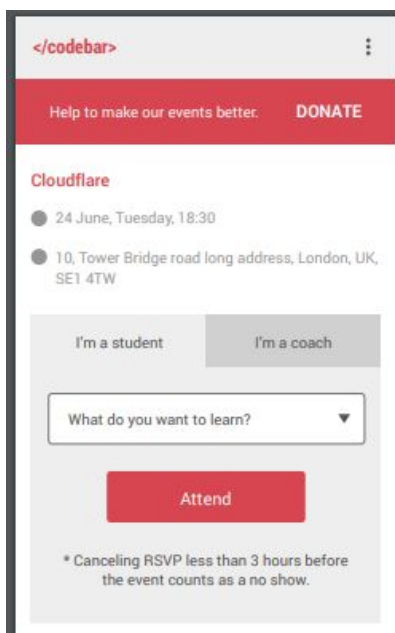 </codebar>
Help to make our events better. DONATE
Cloudflare
24 June, Tuesday, 18:30
10, Tower Bridge road long address, London, UK,
SE1 4TW
I'm a student I'm a coach
What do you want to learn?
Attend
* Canceling RSVP less than 3 hours before
the event counts as a no show.